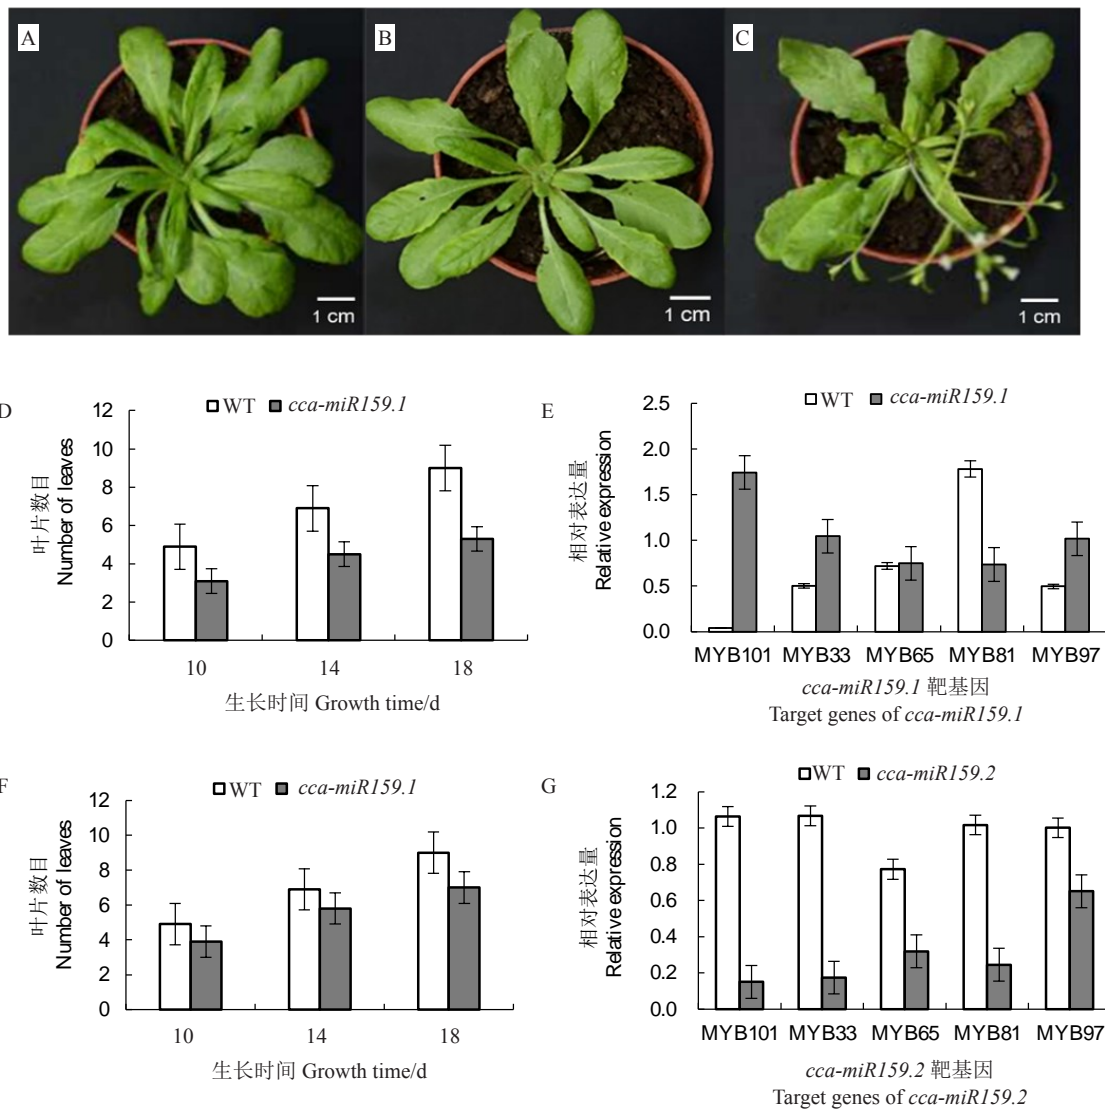 A
B
C
1 cm
1 cm
1 cm
D
WT cca-miR159.1
叶片数目
Number of leaves
12
10
8
6
4
2
0
10 14 18
生长时间 Growth time/d
E
WT cca-miR159.1
相对表达量
Relative expression
2.5
2.0
1.5
1.0
0.5
0.0
MYB101 MYB33 MYB65 MYB81 MYB97
cca-miR159.1 靶基因
Target genes of cca-miR159.1
F
WT cca-miR159.1
叶片数目
Number of leaves
12
10
8
6
4
2
0
10 14 18
生长时间 Growth time/d
G
WT cca-miR159.2
相对表达量
Relative expression
1.2
1.0
0.8
0.6
0.4
0.2
0.0
MYB101 MYB33 MYB65 MYB81 MYB97
cca-miR159.2 靶基因
Target genes of cca-miR159.2